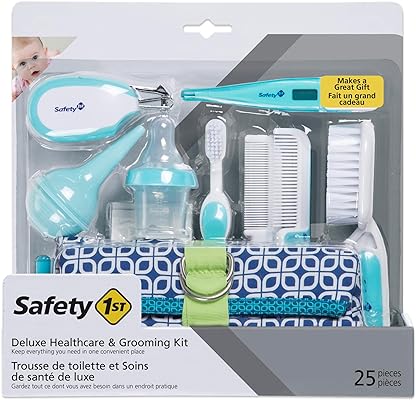 Safety 1st
Safety 1st
Makes a
Great Gift
Fait un grand
cadeau
Safety 1ST
Deluxe Healthcare & Grooming Kit
Keep everything you need in one convenient place
Trousse de toilette et Soins
de santé de luxe
Gardez tout ce dont vous avez besoin dans un endroit pratique
25 pieces
pièces